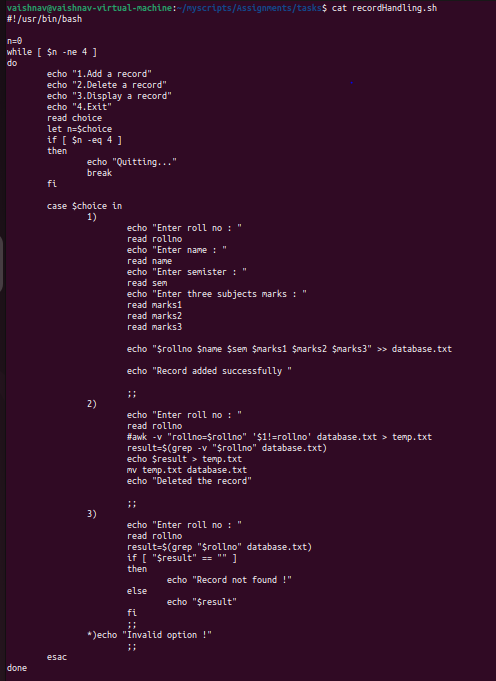 vaishnav@vaishnav-virtual-machine:~/myscripts/Assignments/tasks$ cat recordHandling.sh
#!/usr/bin/bash

n=0
while [ $n -ne 4 ]
do
        echo "1.Add a record"
        echo "2.Delete a record"
        echo "3.Display a record"
        echo "4.Exit"
        read choice
        let n=$choice
        if [ $n -eq 4 ]
        then
                echo "Quitting..."
                break
        fi

        case $choice in
                1)
                        echo "Enter roll no : "
                        read rollno
                        echo "Enter name : "
                        read name
                        echo "Enter semister : "
                        read sem
                        echo "Enter three subjects marks : "
                        read marks1
                        read marks2
                        read marks3

                        echo "$rollno $name $sem $marks1 $marks2 $marks3" >> database.txt

                        echo "Record added successfully "

                        ;;
                2)
                        echo "Enter roll no : "
                        read rollno
                        #awk -v "rollno=$rollno" '$1!=rollno' database.txt > temp.txt
                        result=$(grep -v "$rollno" database.txt)
                        echo $result > temp.txt
                        mv temp.txt database.txt
                        echo "Deleted the record"

                        ;;
                3)
                        echo "Enter roll no : "
                        read rollno
                        result=$(grep "$rollno" database.txt)
                        if [ "$result" == "" ]
                        then
                                echo "Record not found !"
                        else
                                echo "$result"
                        fi
                        ;;
                *)echo "Invalid option !"
                        ;;
        esac
done